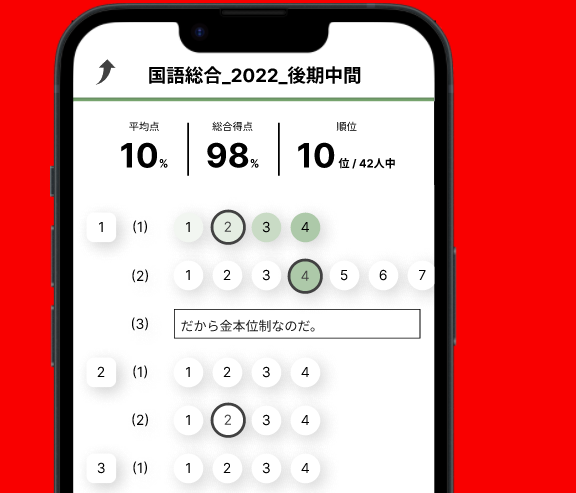 国語総合_2022_後期中間
平均点 総合得点 順位
10% 98% 10 位 / 42人中
1 (1) 1 2 3 4
(2) 1 2 3 4 5 6 7
(3) だから金本位制なのだ。
2 (1) 1 2 3 4
(2) 1 2 3 4
3 (1) 1 2 3 4